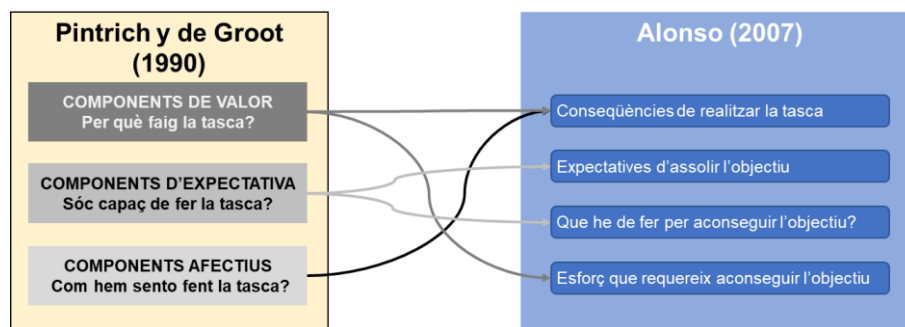 Pintrich y de Groot
(1990)
COMPONENTS DE VALOR
Per què faig la tasca?
COMPONENTS D'EXPECTATIVA
Sóc capaç de fer la tasca?
COMPONENTS AFECTIUS
Com hem sento fent la tasca?
Alonso (2007)
Conseqüències de realitzar la tasca
Expectatives d'assolir l'objectiu
Que he de fer per aconseguir l'objectiu?
Esforç que requereix aconseguir l'objectiu